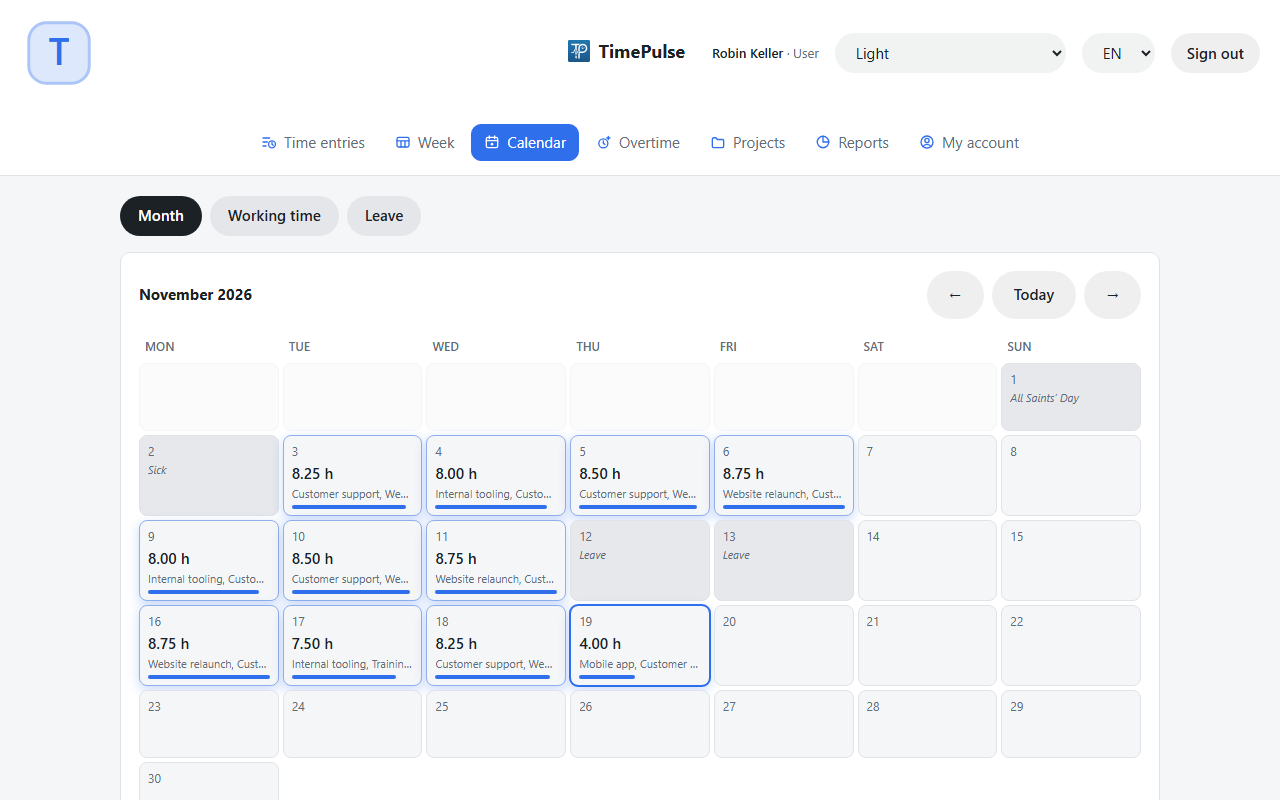 T
TimePulse
Robin Keller · User
Light
EN
Sign out
Time entries
Week
Calendar
Overtime
Projects
Reports
My account
Month
Working time
Leave
November 2026
←
Today
→
MON TUE WED THU FRI SAT SUN
1
All Saints' Day
2
Sick
3
8.25 h
Customer support, We...
4
8.00 h
Internal tooling, Custo...
5
8.50 h
Customer support, We...
6
8.75 h
Website relaunch, Cust...
7
8
9
8.00 h
Internal tooling, Custo...
10
8.50 h
Customer support, We...
11
8.75 h
Website relaunch, Cust...
12
Leave
13
Leave
14
15
16
8.75 h
Website relaunch, Cust...
17
7.50 h
Internal tooling, Trainin...
18
8.25 h
Customer support, We...
19
4.00 h
Mobile app, Customer ...
20
21
22
23
24
25
26
27
28
29
30